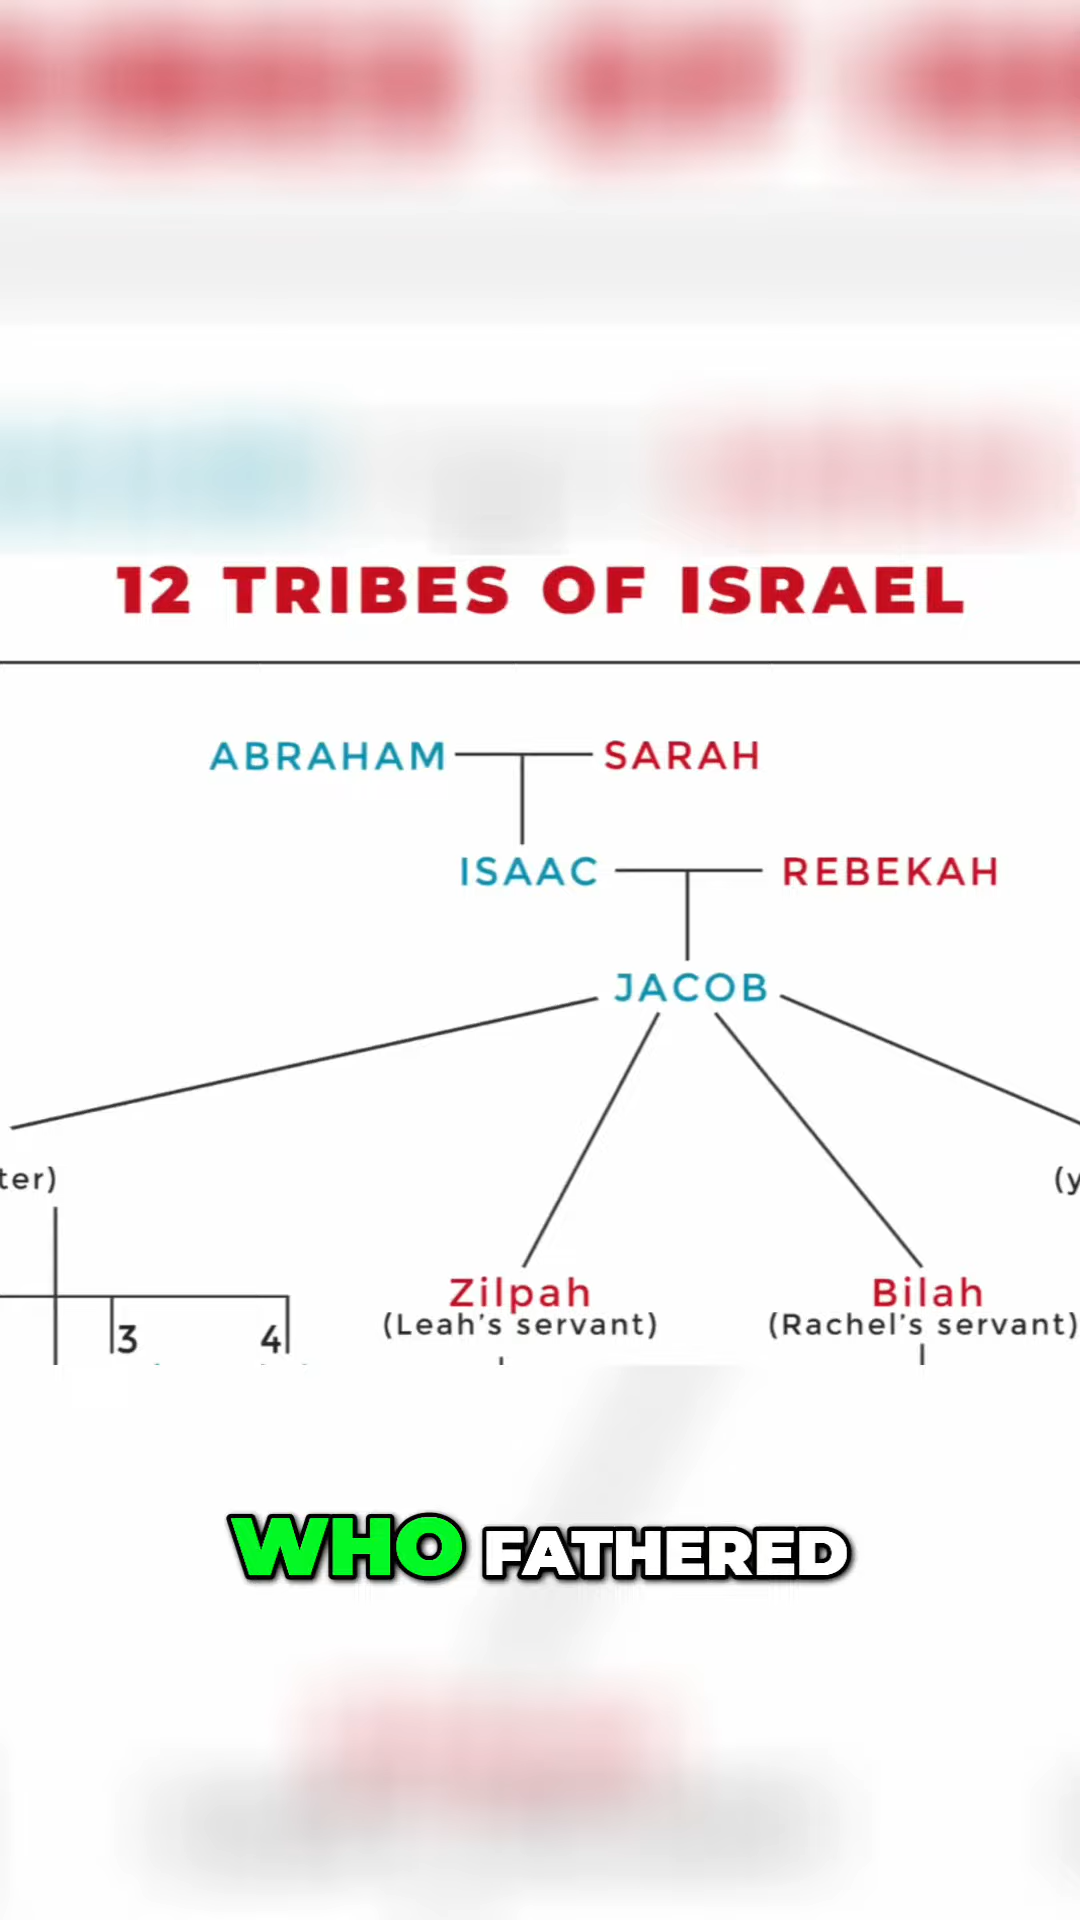 12 TRIBES OF ISRAEL
ABRAHAM SARAH
ISAAC REBEKAH
JACOB
ter) (y
Zilpah Bilah
(Leah's servant) (Rachel's servant)
3 4
WHO FATHERED